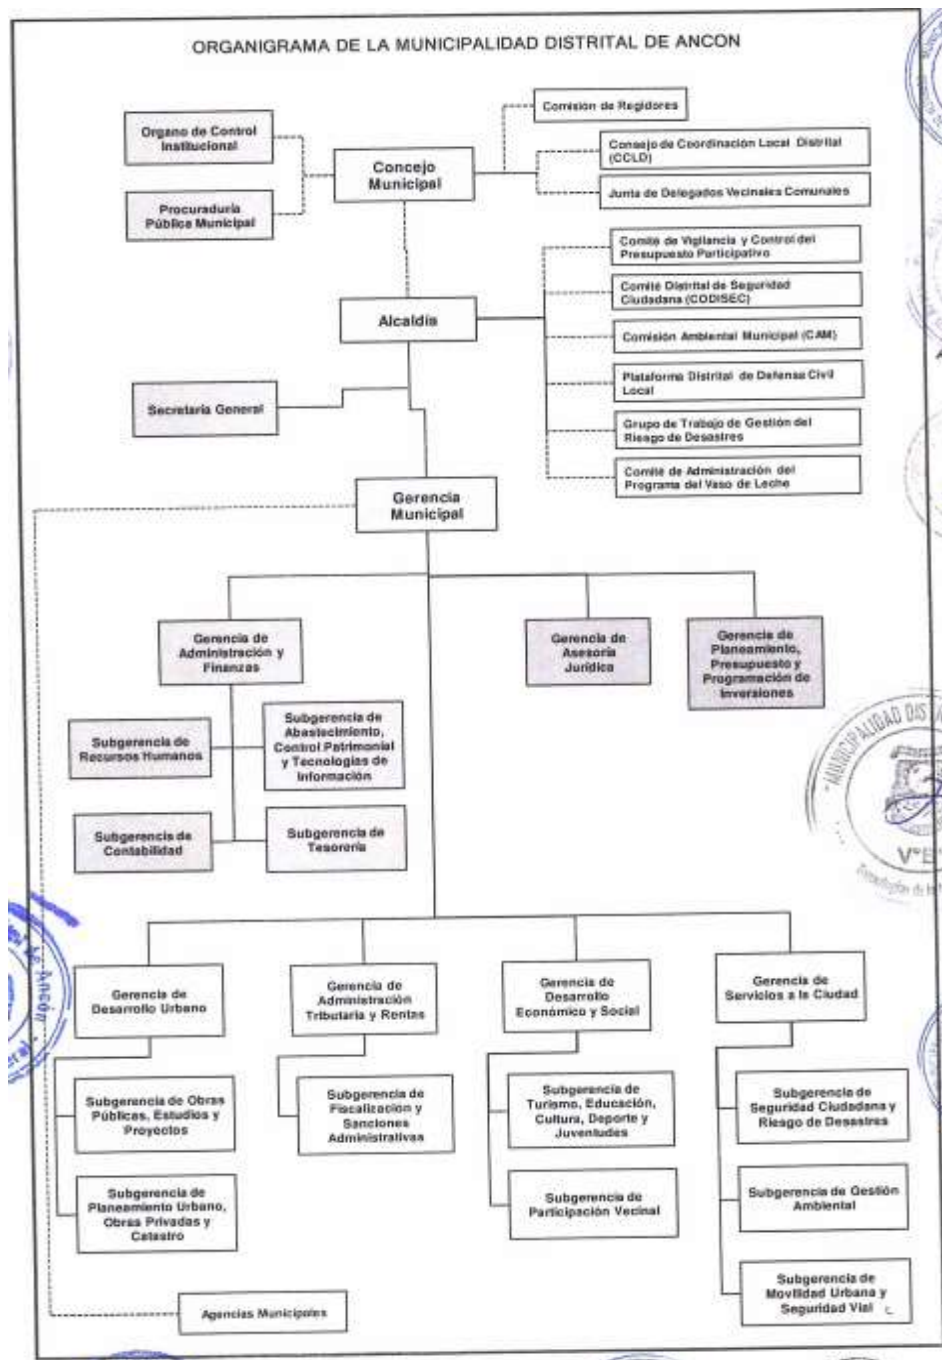 ORGANIGRAMA DE LA MUNICIPALIDAD DISTRITAL DE ANCON
Comisión de Regidores
Organo de Control
Institucional
Consejo de Coordinación Local Distrital
(CCLD)
Concejo
Municipal
Junta de Delegados Vecinales Comunales
Procuraduría
Pública Municipal
Comité de Vigilancia y Control del
Presupuesto Participativo
Comité Distrital de Seguridad
Ciudadana (CODISEC)
Alcaldía
Comisión Ambiental Municipal (CAM)
Plataforma Distrital de Defensa Civil
Local
Secretaría General
Grupo de Trabajo de Gestión del
Riesgo de Desastres
Comité de Administración del
Programa del Vaso de Leche
Gerencia
Municipal
Gerencia de
Administración y
Finanzas
Gerencia de
Asesoría
Jurídica
Gerencia de
Planeamiento,
Presupuesto y
Programación de
Inversiones
Subgerencia de
Recursos Humanos
Subgerencia de
Abastecimiento,
Control Patrimonial
y Tecnologías de
Información
Subgerencia de
Contabilidad
Subgerencia de
Tesorería
"MUNICIPALIDAD DIS
V°B°
Gerencia de
Desarrollo Urbano
Gerencia de
Administración
Tributaria y Rentas
Gerencia de
Desarrollo
Económico y Social
Gerencia de
Servicios a la Ciudad
Subgerencia de Obras
Públicas, Estudios y
Proyectos
Subgerencia de
Fiscalización y
Sanciones
Administrativas
Subgerencia de
Turismo, Educación,
Cultura, Deporte y
Juventudes
Subgerencia de
Seguridad Ciudadana y
Riesgo de Desastres
Subgerencia de
Planeamiento Urbano,
Obras Privadas y
Catastro
Subgerencia de
Participación Vecinal
Subgerencia de Gestión
Ambiental
Subgerencia de
Movilidad Urbana y
Seguridad Vial
Agencias Municipales
Ancón